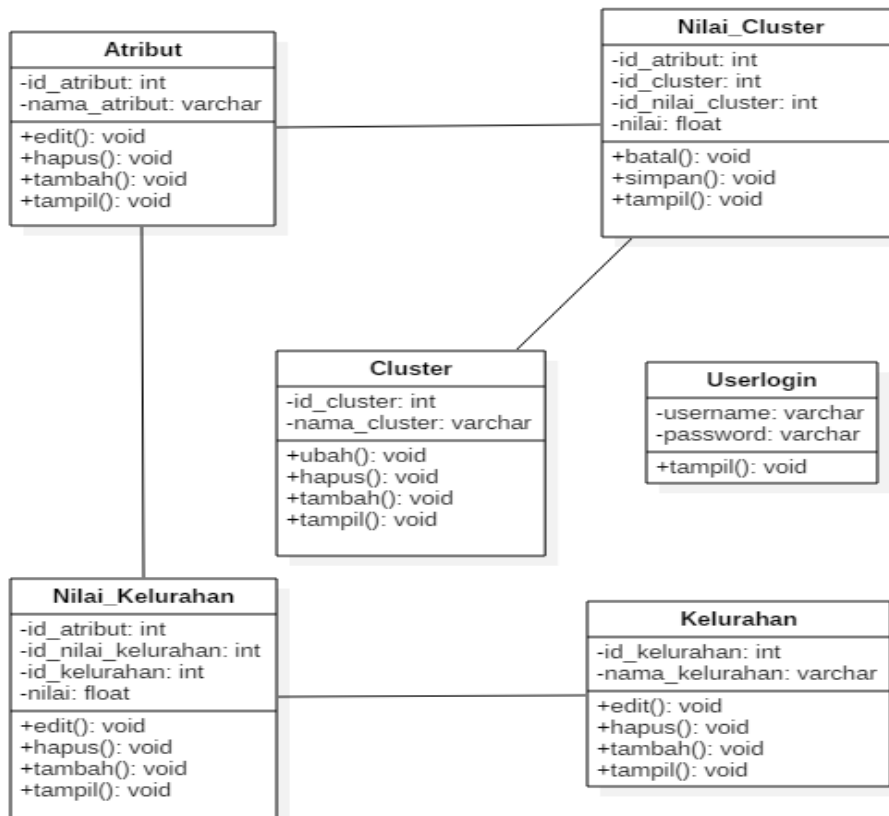 Atribut
-id_atribut: int
-nama_atribut: varchar
+edit(): void
+hapus(): void
+tambah(): void
+tampil(): void
Nilai_Cluster
-id_atribut: int
-id_cluster: int
-id_nilai_cluster: int
-nilai: float
+batal(): void
+simpan(): void
+tampil(): void
Cluster
-id_cluster: int
-nama_cluster: varchar
+ubah(): void
+hapus(): void
+tambah(): void
+tampil(): void
Userlogin
-username: varchar
-password: varchar
+tampil(): void
Nilai_Kelurahan
-id_atribut: int
-id_nilai_kelurahan: int
-id_kelurahan: int
-nilai: float
+edit(): void
+hapus(): void
+tambah(): void
+tampil(): void
Kelurahan
-id_kelurahan: int
-nama_kelurahan: varchar
+edit(): void
+hapus(): void
+tambah(): void
+tampil(): void